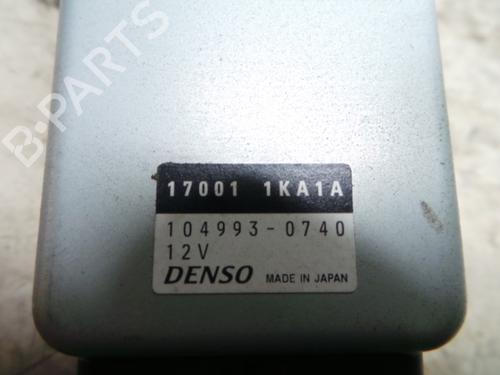 B-PARTS
17001 1KA1A
104993-0740
12V
DENSO MADE IN JAPAN